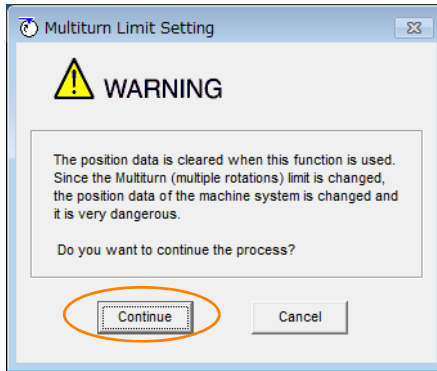 Multiturn Limit Setting
WARNING
The position data is cleared when this function is used.
Since the Multiturn (multiple rotations) limit is changed,
the position data of the machine system is changed and
it is very dangerous.
Do you want to continue the process?
Continue
Cancel